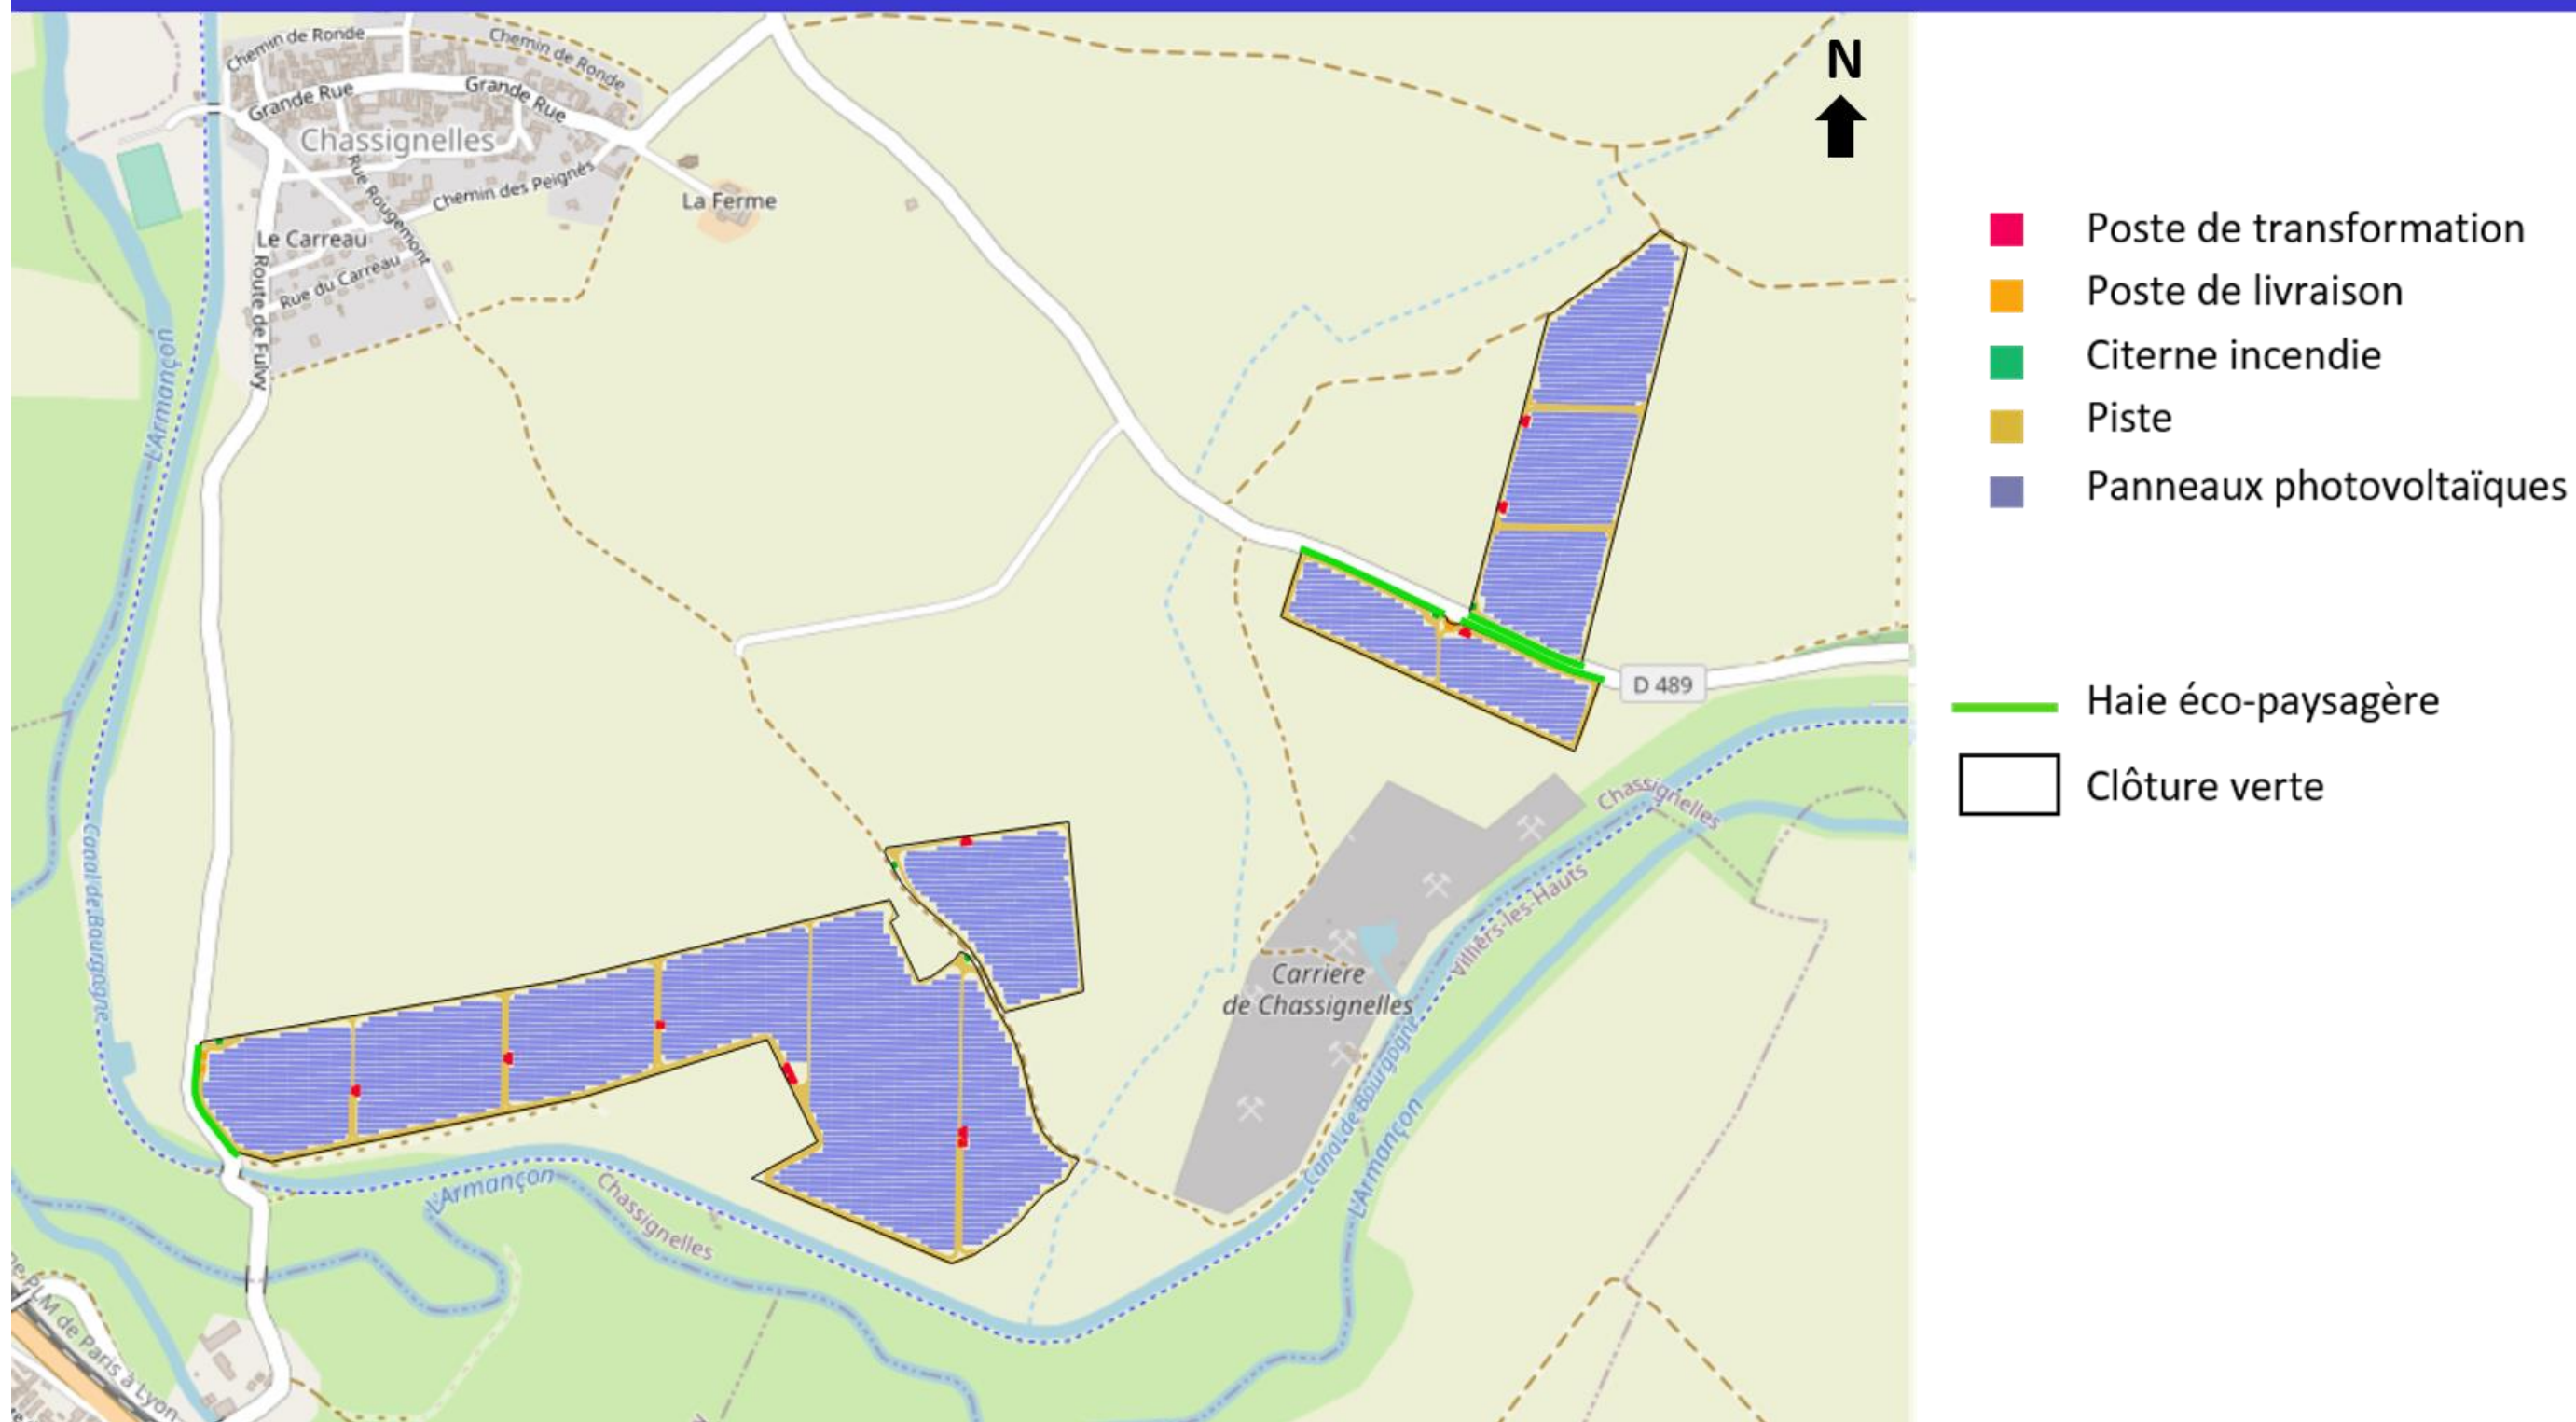 Chemin de Ronde
Chemin de Ronde
Grande Rue
Grande Rue
Chassignelles
Rue Rougemont
Chemin des Peignés
La Ferme
Le Carreau
Rue du Carreau
Route de Fulvy
L'Armançon
Canal de Bourgogne
D 489
Chassignelles
Villiers-les-Hauts
Carrière
de Chassignelles
Canal de Bourgogne
L'Armançon
L'Armançon
Chassignelles
PLM de Paris à Lyon
N
Poste de transformation
Poste de livraison
Citerne incendie
Piste
Panneaux photovoltaïques
Haie éco-paysagère
Clôture verte